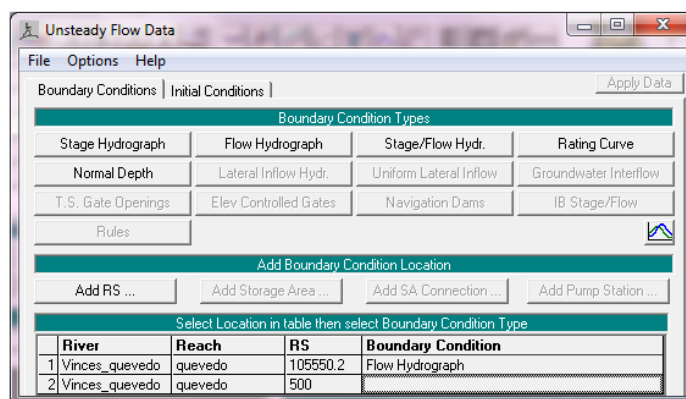 Unsteady Flow Data
File Options Help
Boundary Conditions Initial Conditions Apply Data
Boundary Condition Types
Stage Hydrograph Flow Hydrograph Stage/Flow Hydr. Rating Curve
Normal Depth Lateral Inflow Hydr. Uniform Lateral Inflow Groundwater Interflow
T.S. Gate Openings Elev Controlled Gates Navigation Dams IB Stage/Flow
Rules
Add Boundary Condition Location
Add RS ... Add Storage Area ... Add SA Connection ... Add Pump Station ...
Select Location in table then select Boundary Condition Type
River Reach RS Boundary Condition
1 Vinces_quevedo quevedo 105550.2 Flow Hydrograph
2 Vinces_quevedo quevedo 500